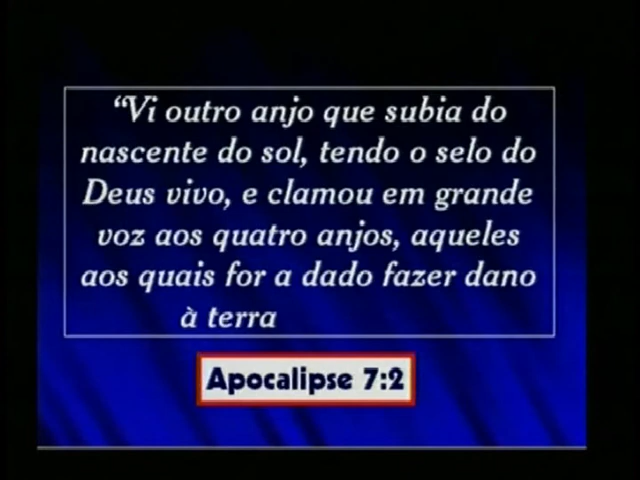 “Vi outro anjo que subia do
nascente do sol, tendo o selo do
Deus vivo, e clamou em grande
voz aos quatro anjos, aqueles
aos quais for a dado fazer dano
à terra
Apocalipse 7:2